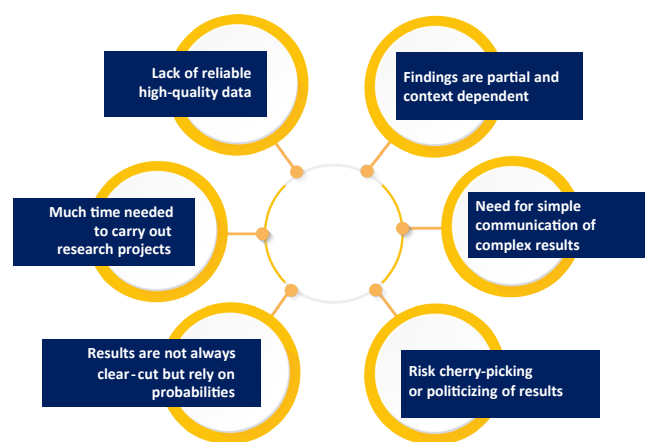 Lack of reliable
high-quality data
Findings are partial and
context dependent
Much time needed
to carry out
research projects
Need for simple
communication of
complex results
Results are not always
clear-cut but rely on
probabilities
Risk cherry-picking
or politicizing of results